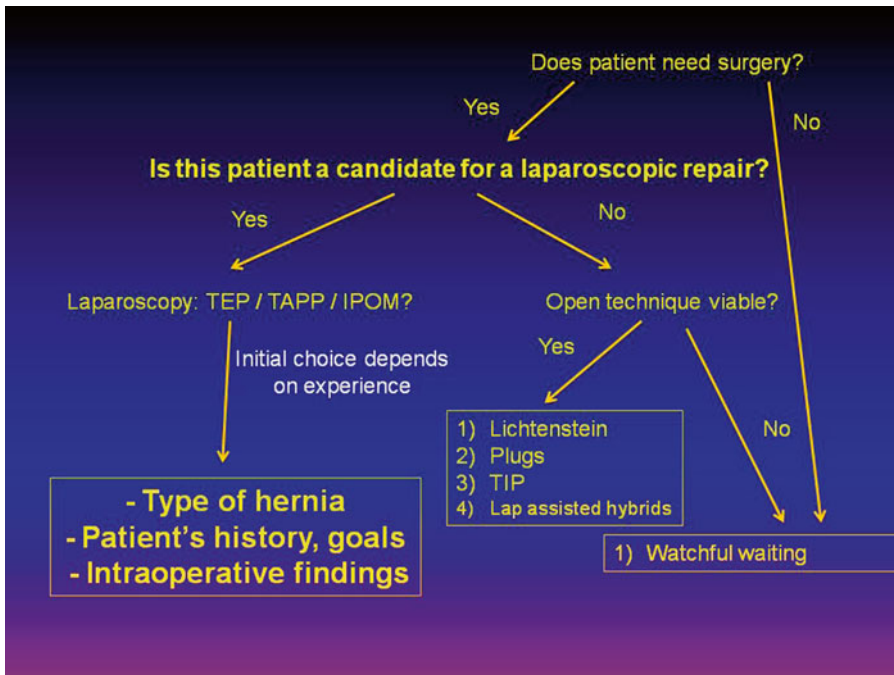 Does patient need surgery?
Yes
No
Is this patient a candidate for a laparoscopic repair?
Yes
No
Laparoscopy: TEP / TAPP / IPOM?
Open technique viable?
Initial choice depends
on experience
Yes
No
1) Lichtenstein
2) Plugs
3) TIP
4) Lap assisted hybrids
- Type of hernia
- Patient's history, goals
- Intraoperative findings
1) Watchful waiting